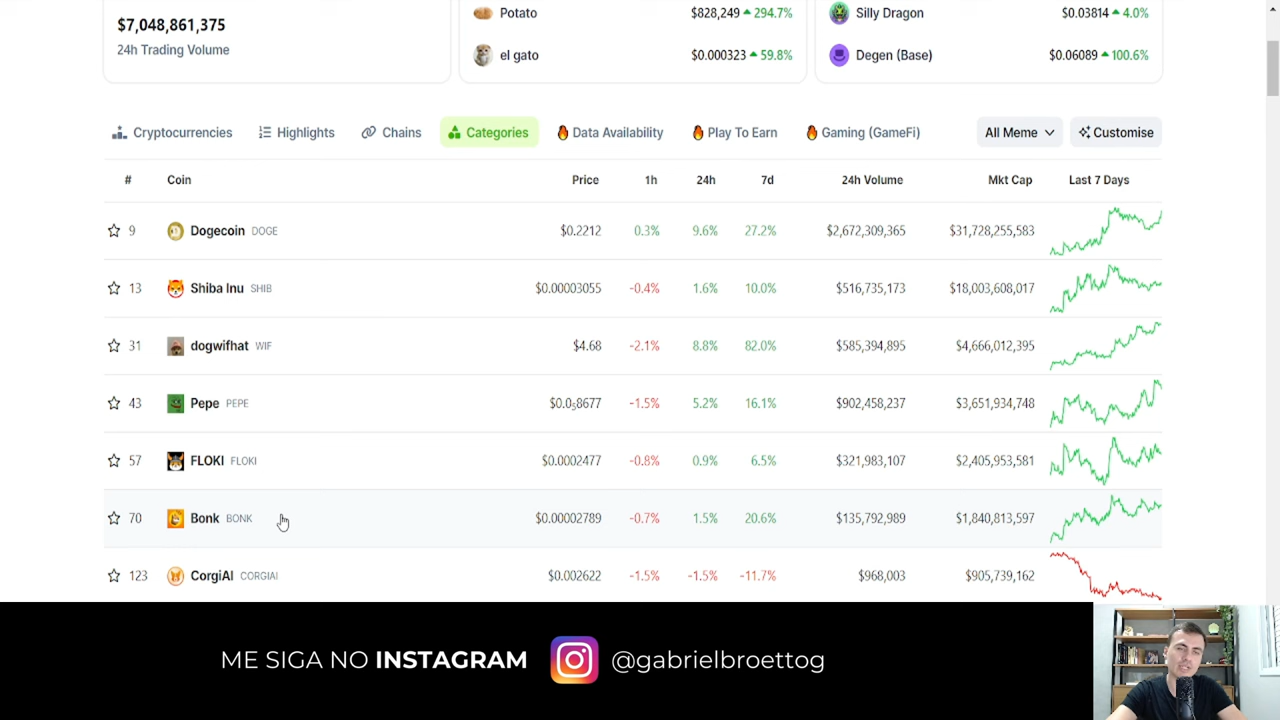 $7,048,861,375
24h Trading Volume
Potato $828,249 294.7%
el gato $0.000323 59.8%
Silly Dragon $0.03814 4.0%
Degen (Base) $0.06089 100.6%
Cryptocurrencies Highlights Chains Categories Data Availability Play To Earn Gaming (GameFi) All Meme Customise
# Coin Price 1h 24h 7d 24h Volume Mkt Cap Last 7 Days
9 Dogecoin DOGE $0.2212 0.3% 9.6% 27.2% $2,672,309,365 $31,728,255,583
13 Shiba Inu SHIB $0.00003055 -0.4% 1.6% 10.0% $516,735,173 $18,003,608,017
31 dogwifhat WIF $4.68 -2.1% 8.8% 82.0% $585,394,895 $4,666,012,395
43 Pepe PEPE $0.0₅8677 -1.5% 5.2% 16.1% $902,458,237 $3,651,934,748
57 FLOKI FLOKI $0.0002477 -0.8% 0.9% 6.5% $321,983,107 $2,405,953,581
70 Bonk BONK $0.00002789 -0.7% 1.5% 20.6% $135,792,989 $1,840,813,597
123 CorgiAI CORGIAI $0.002622 -1.5% -1.5% -11.7% $968,003 $905,739,162
ME SIGA NO INSTAGRAM @gabrielbroettog